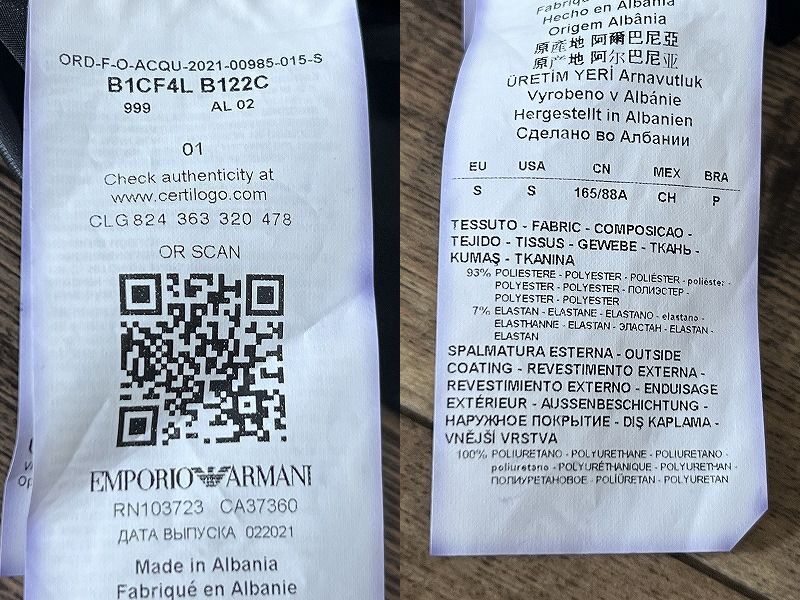 ORD-F-O-ACQU-2021-00985-015-S
B1CF4L B122C
999 AL 02
01
Check authenticity at
www.certilogo.com
CLG 824 363 320 478
OR SCAN
EMPORIO ARMANI
RN103723 CA37360
ДАТА ВЫПУСКА 022021
Made in Albania
Fabriqué en Albanie
Hecho en Albania
Origem Albânia
原產地 阿爾巴尼亞
原产地 阿尔巴尼亚
ÜRETİM YERİ Arnavutluk
Vyrobeno v Albánie
Hergestellt in Albanien
Сделано во Албании
EU USA CN MEX BRA
S S 165/88A CH P
TESSUTO - FABRIC - COMPOSIÇAO -
TEJIDO - TISSUS - GEWEBE - ТКАНЬ -
KUMAŞ - TKANINA
93% POLIESTERE - POLYESTER - POLIÉSTER - poliéster -
POLYESTER - POLYESTER - ПОЛИЭСТЕР -
POLYESTER - POLYESTER
7% ELASTAN - ELASTANE - ELASTANO - elastano -
ELASTHANNE - ELASTAN - ЭЛАСТАН - ELASTAN -
ELASTAN
SPALMATURA ESTERNA - OUTSIDE
COATING - REVESTIMENTO EXTERNA -
REVESTIMIENTO EXTERNO - ENDUISAGE
EXTÉRIEUR - AUSSENBESCHICHTUNG -
НАРУЖНОЕ ПОКРЫТИЕ - DIŞ KAPLAMA -
VNĚJŠÍ VRSTVA
100% POLIURETANO - POLYURETHANE - POLIURETANO -
poliuretano - POLYURÉTHANIQUE - POLYURETHAN -
ПОЛИУРЕТАНОВОЕ - POLİÜRETAN - POLYURETAN